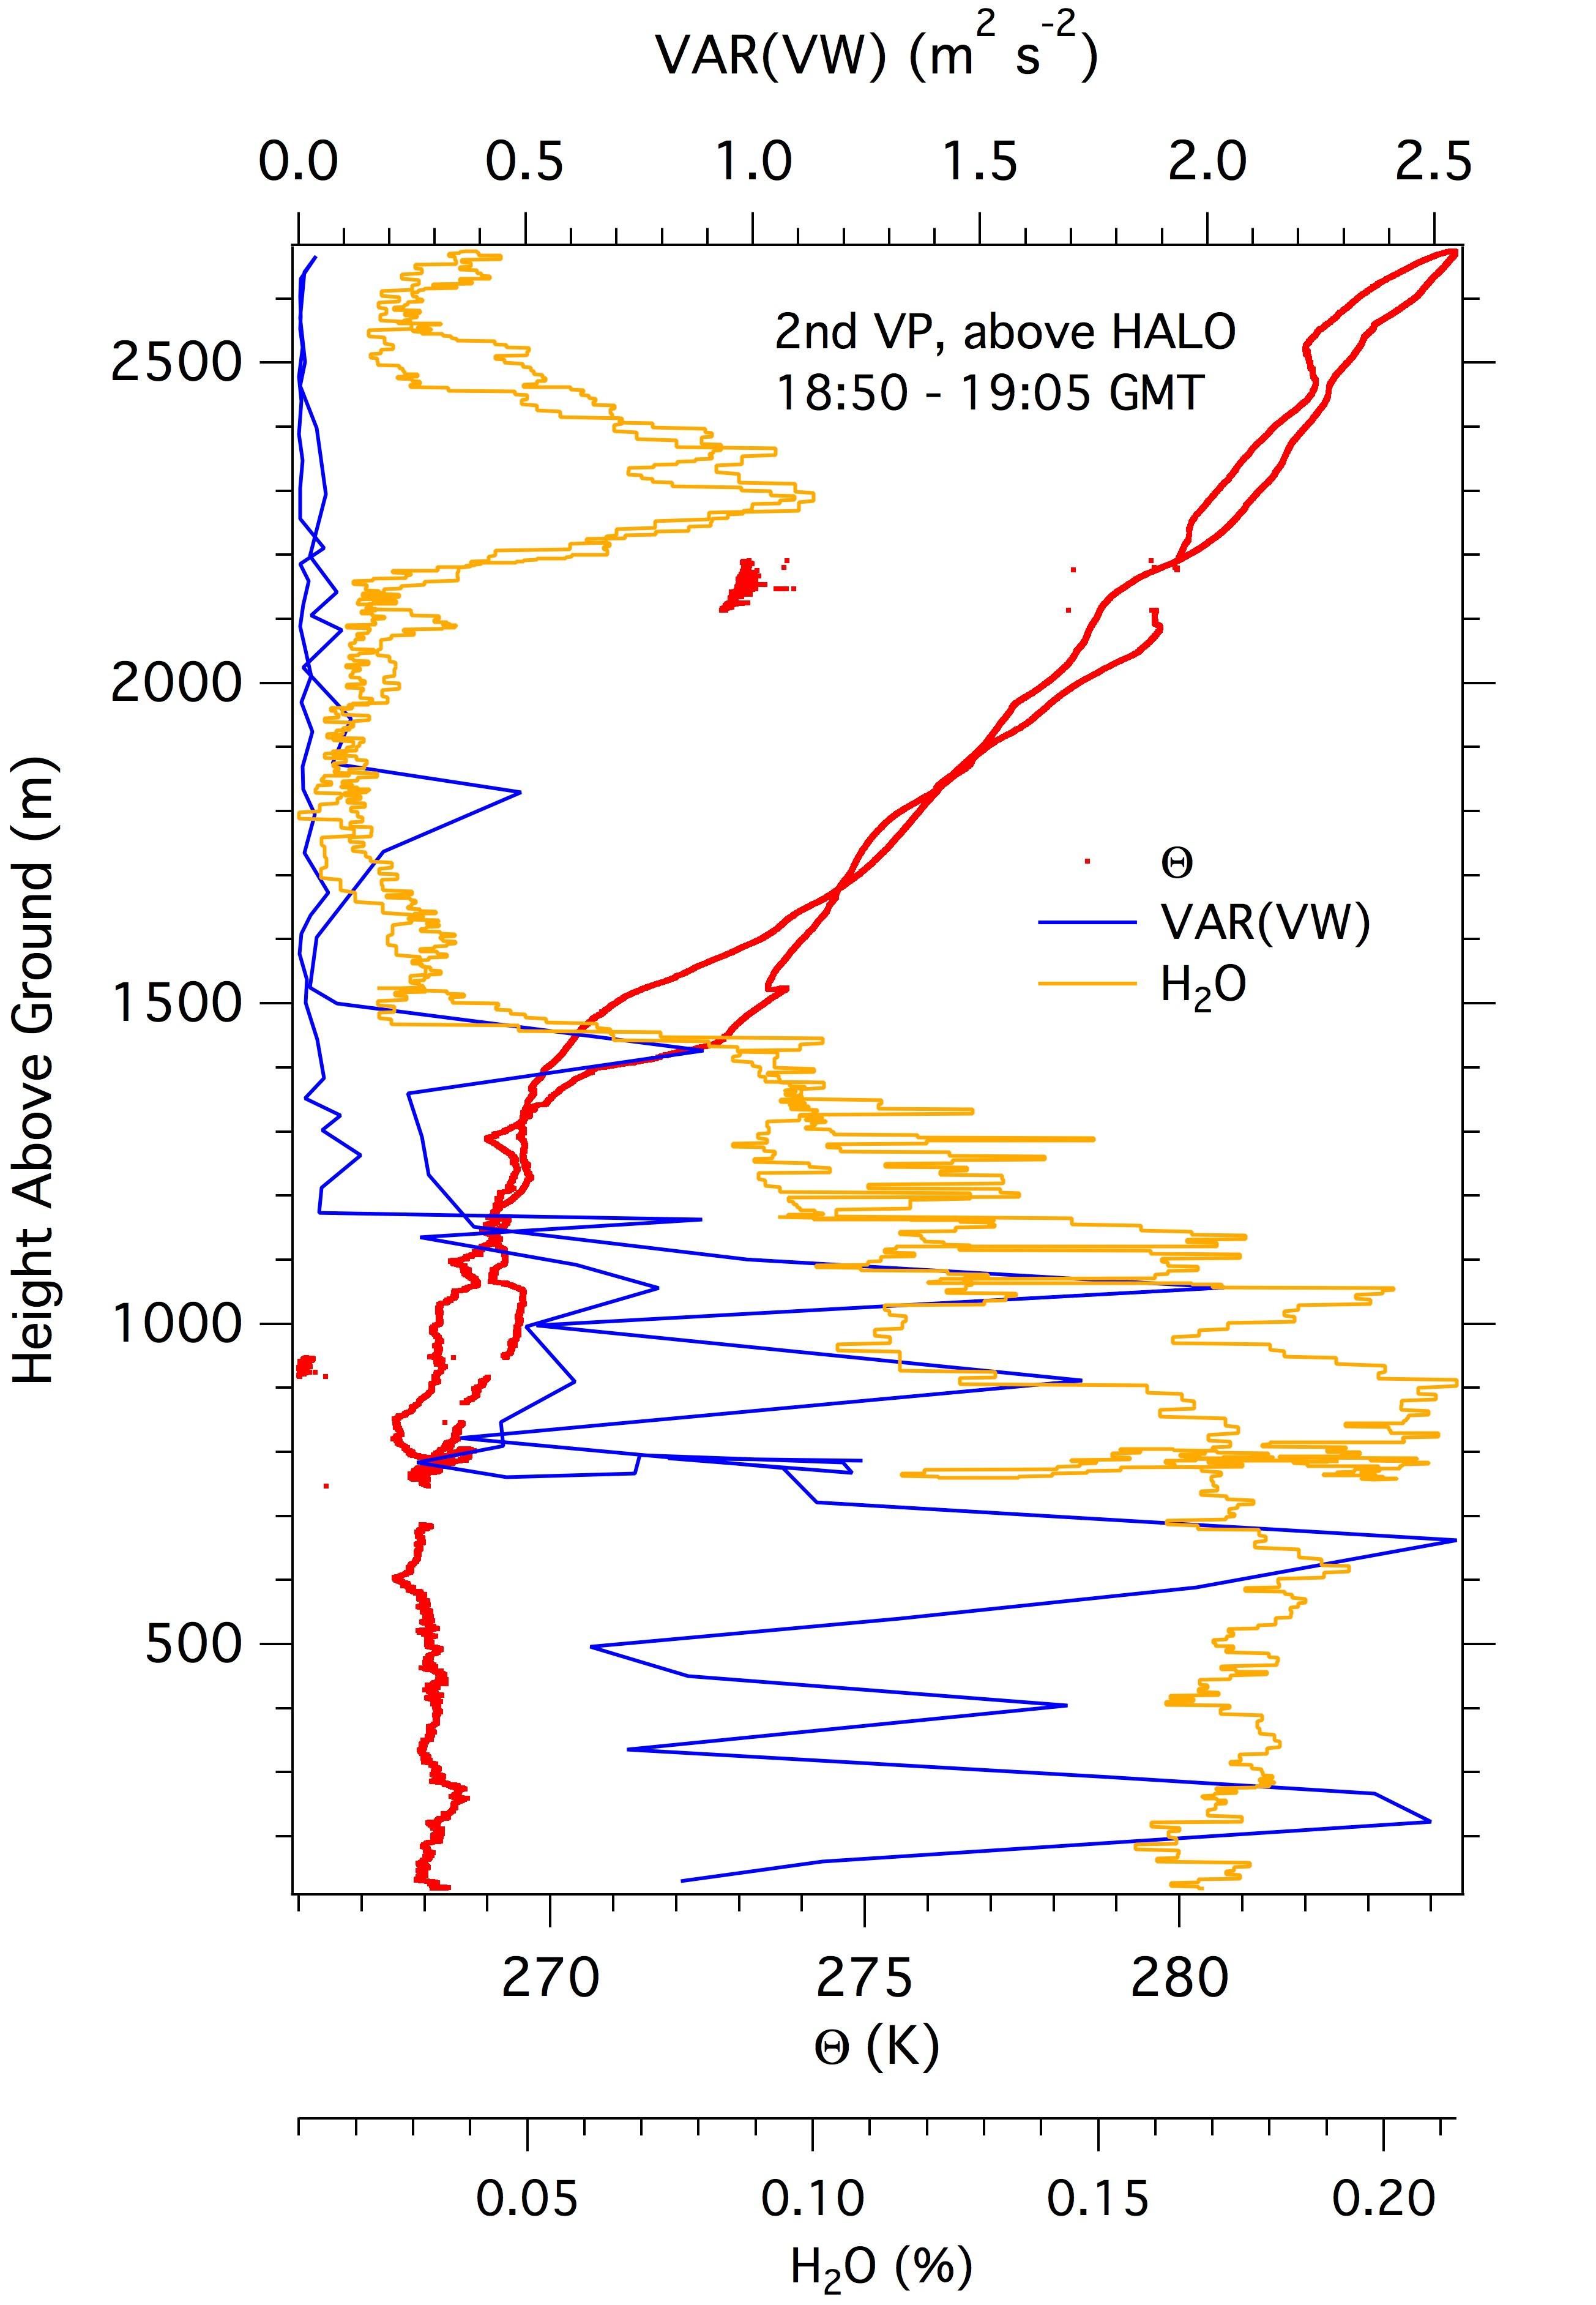 VAR(VW) (m² s⁻²)
0.0 0.5 1.0 1.5 2.0 2.5
2nd VP, above HALO
18:50 - 19:05 GMT
2500
2000
1500
1000
500
Height Above Ground (m)
Θ
VAR(VW)
H₂O
270 275 280
Θ (K)
0.05 0.10 0.15 0.20
H₂O (%)